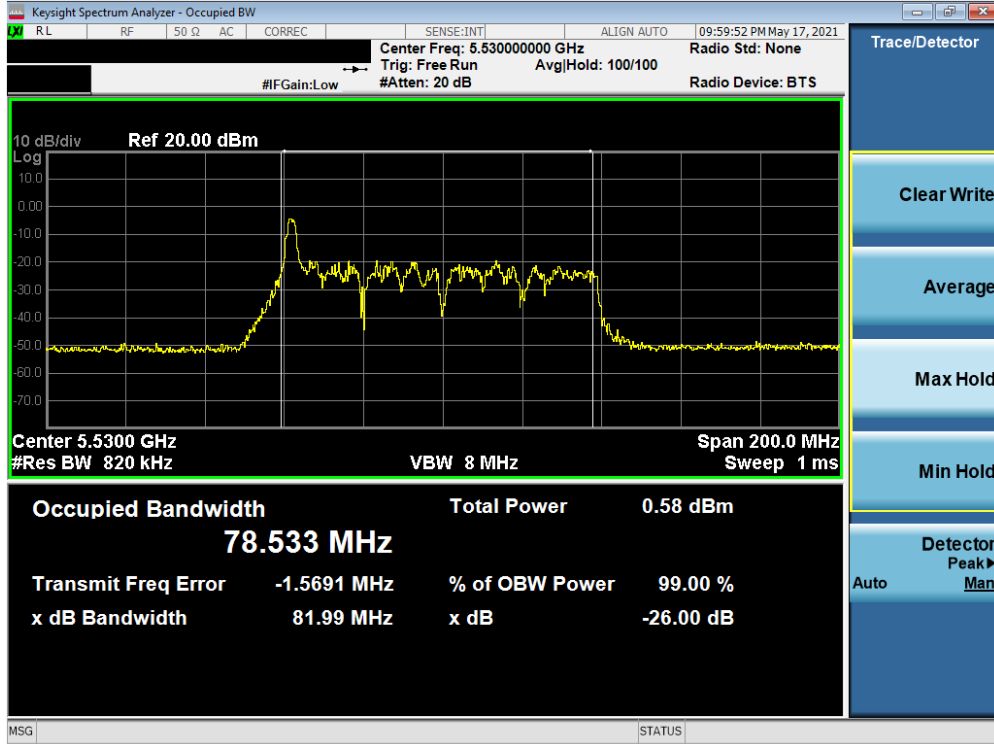 Keysight Spectrum Analyzer - Occupied BW
LXI RL RF 50 Ω AC CORREC SENSE:INT ALIGN AUTO 09:59:52 PM May 17, 2021
Center Freq: 5.530000000 GHz Radio Std: None
Trig: Free Run Avg|Hold: 100/100
#IFGain:Low #Atten: 20 dB Radio Device: BTS
10 dB/div Ref 20.00 dBm
Log
10.0
0.00
-10.0
-20.0
-30.0
-40.0
-50.0
-60.0
-70.0
Center 5.5300 GHz Span 200.0 MHz
#Res BW 820 kHz VBW 8 MHz Sweep 1 ms
Occupied Bandwidth Total Power 0.58 dBm
78.533 MHz
Transmit Freq Error -1.5691 MHz % of OBW Power 99.00 %
x dB Bandwidth 81.99 MHz x dB -26.00 dB
Trace/Detector
Clear Write
Average
Max Hold
Min Hold
Detector
Peak▶
Auto Man
MSG STATUS